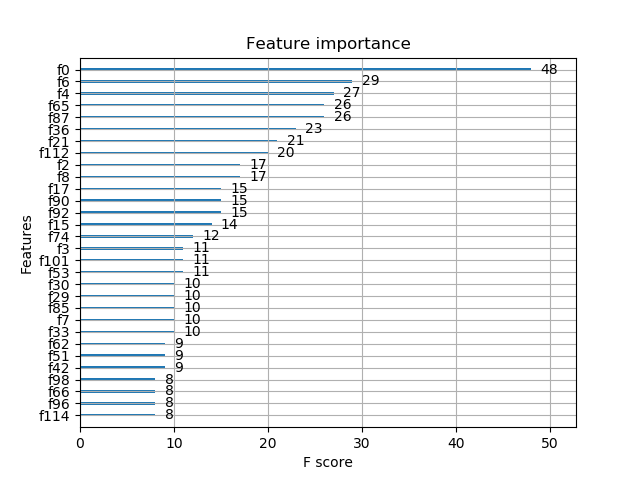 Feature importance
f0 48
f6 29
f4 27
f65 26
f87 26
f36 23
f21 21
f112 20
f2 17
f8 17
f17 15
f90 15
f92 15
f15 14
f74 12
f3 11
f101 11
f53 11
f30 10
f29 10
f85 10
f7 10
f33 10
f62 9
f51 9
f42 9
f98 8
f66 8
f96 8
f114 8
Features
0 10 20 30 40 50
F score